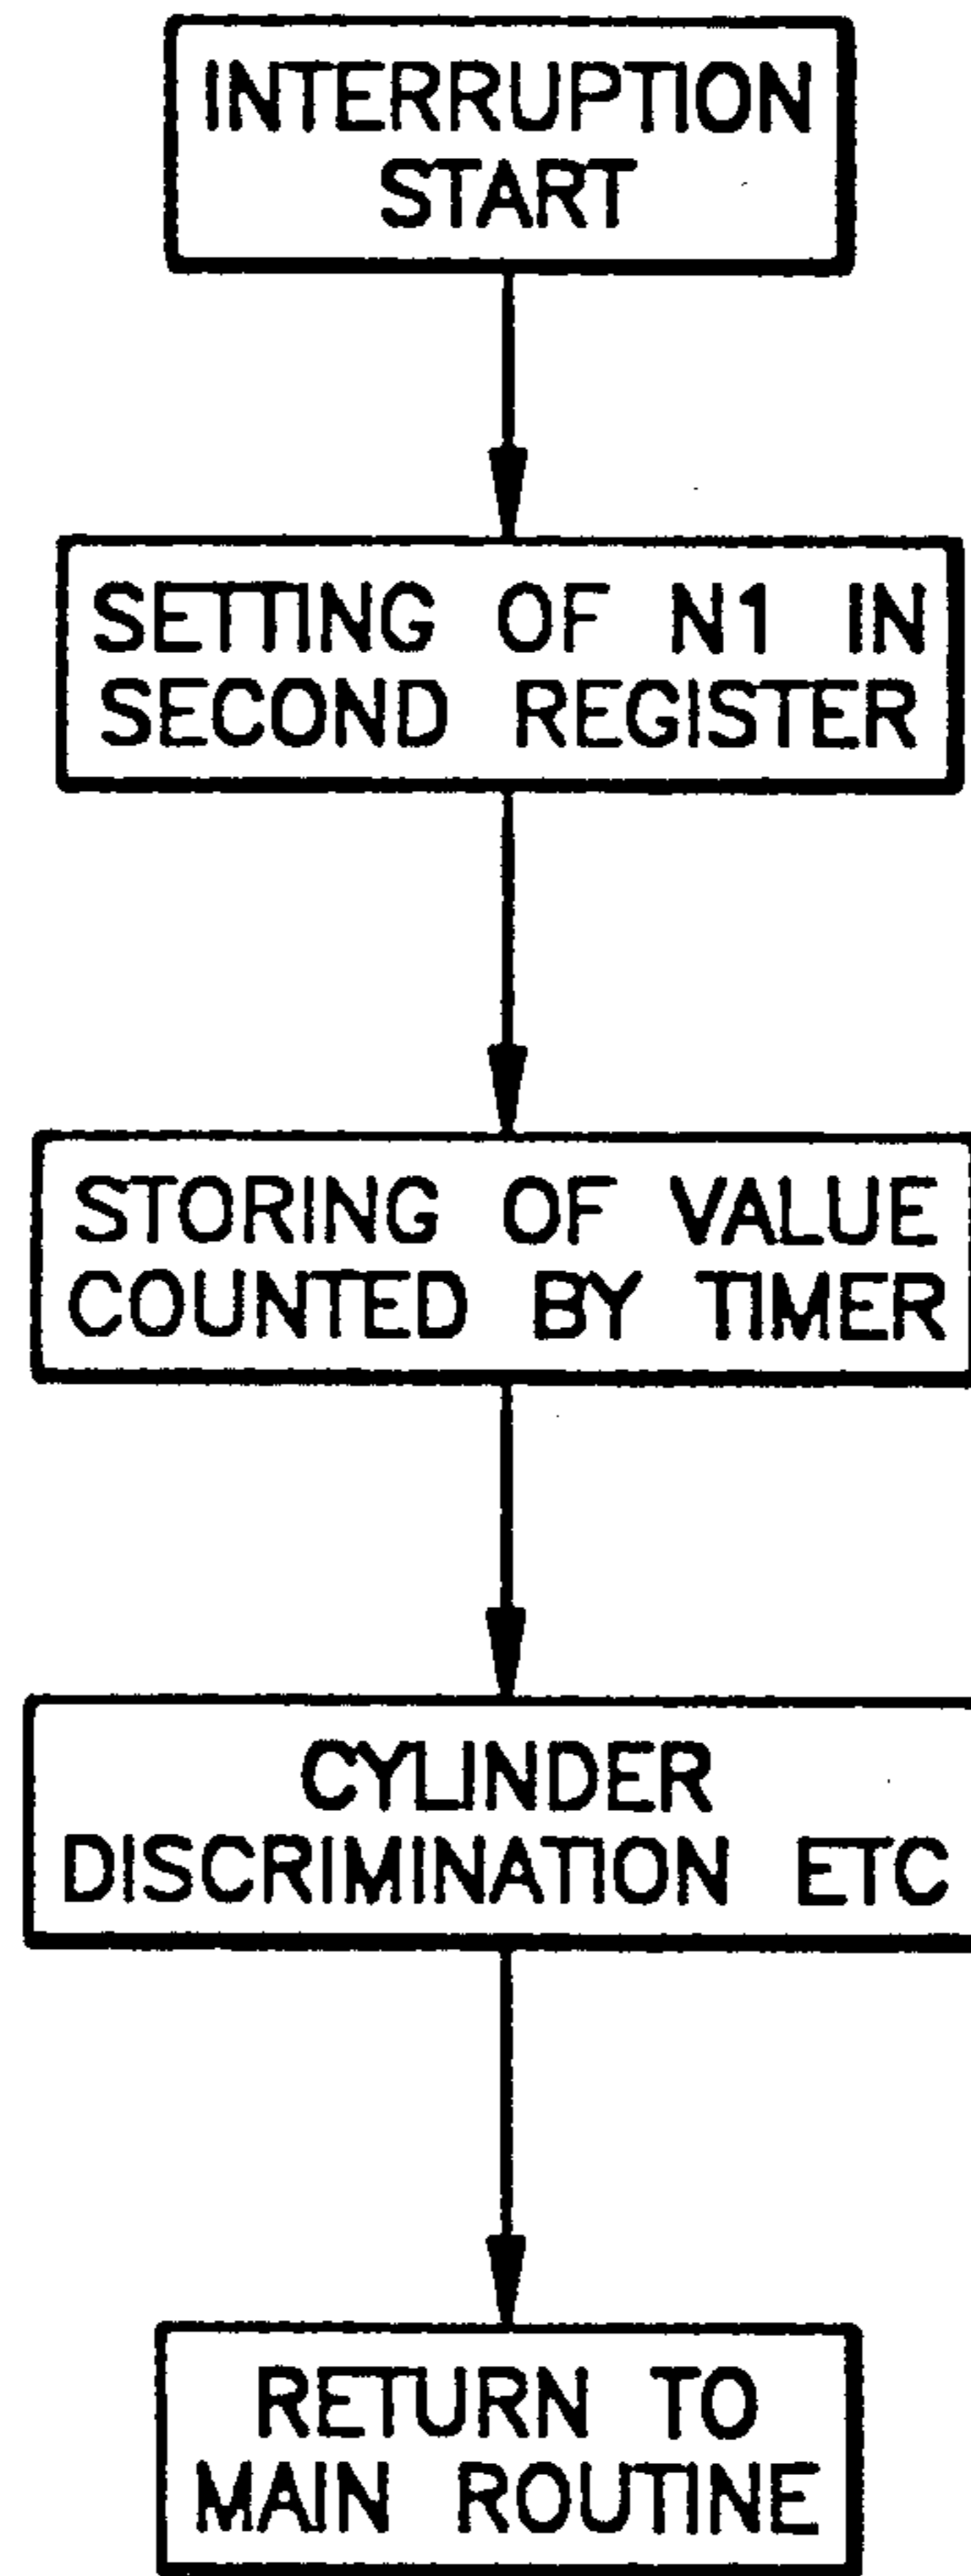 INTERRUPTION
START
SETTING OF N1 IN
SECOND REGISTER
STORING OF VALUE
COUNTED BY TIMER
CYLINDER
DISCRIMINATION ETC
RETURN TO
MAIN ROUTINE